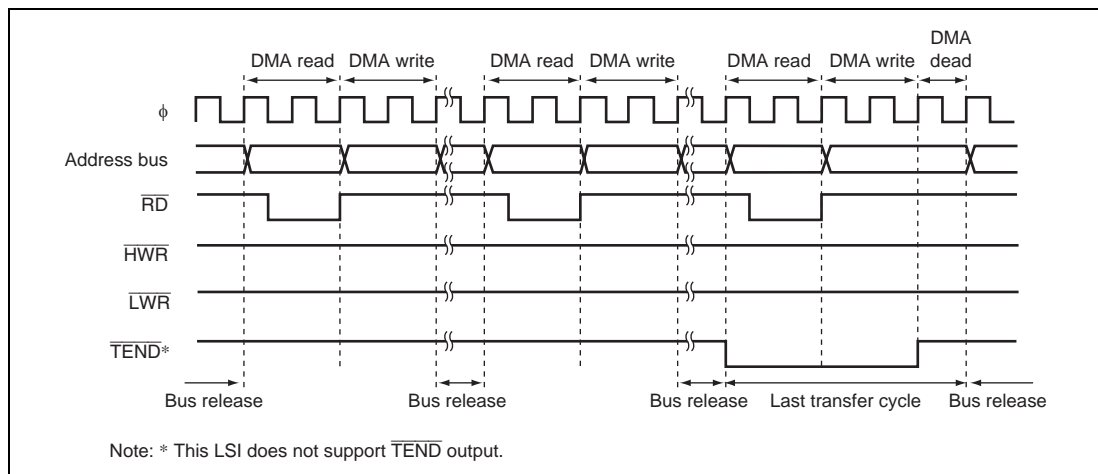 DMA
DMA read DMA write DMA read DMA write DMA read DMA write dead
ϕ
Address bus
RD
HWR
LWR
TEND*
Bus release Bus release Bus release Last transfer cycle Bus release
Note: * This LSI does not support TEND output.